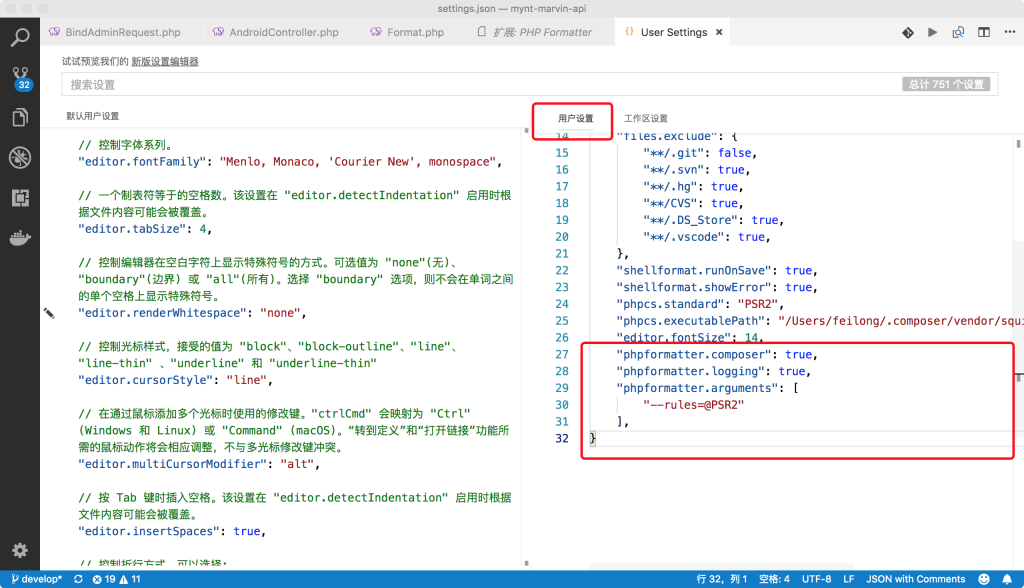 settings.json — mynt-marvin-api
BindAdminRequest.php
AndroidController.php
Format.php
扩展: PHP Formatter
{} User Settings ×
32
试试预览我们的 新版设置编辑器
搜索设置
总计 751 个设置
默认用户设置
// 控制字体系列。
"editor.fontFamily": "Menlo, Monaco, 'Courier New', monospace",
// 一个制表符等于的空格数。该设置在 "editor.detectIndentation" 启用时根
据文件内容可能会被覆盖。
"editor.tabSize": 4,
// 控制编辑器在空白字符上显示特殊符号的方式。可选值为 "none"(无)、
"boundary"(边界) 或 "all"(所有)。选择 "boundary" 选项，则不会在单词之间
的单个空格上显示特殊符号。
"editor.renderWhitespace": "none",
// 控制光标样式，接受的值为 "block"、"block-outline"、"line"、
"line-thin" 、"underline" 和 "underline-thin"
"editor.cursorStyle": "line",
// 在通过鼠标添加多个光标时使用的修改键。"ctrlCmd" 会映射为 "Ctrl"
(Windows 和 Linux) 或 "Command" (macOS)。“转到定义”和“打开链接”功能所
需的鼠标动作将会相应调整，不与多光标修改键冲突。
"editor.multiCursorModifier": "alt",
// 按 Tab 键时插入空格。该设置在 "editor.detectIndentation" 启用时根据
文件内容可能会被覆盖。
"editor.insertSpaces": true,
// 控制折行方式，可以选择:
用户设置
工作区设置
14 "files.exclude": {
15 "**/.git": false,
16 "**/.svn": true,
17 "**/.hg": true,
18 "**/CVS": true,
19 "**/.DS_Store": true,
20 "**/.vscode": true,
21 },
22 "shellformat.runOnSave": true,
23 "shellformat.showError": true,
24 "phpcs.standard": "PSR2",
25 "phpcs.executablePath": "/Users/feilong/.composer/vendor/squi
26 "editor.fontSize": 14,
27 "phpformatter.composer": true,
28 "phpformatter.logging": true,
29 "phpformatter.arguments": [
30 "--rules=@PSR2"
31 ],
32 }
develop* 19 11 行 32，列 1 空格: 4 UTF-8 LF JSON with Comments